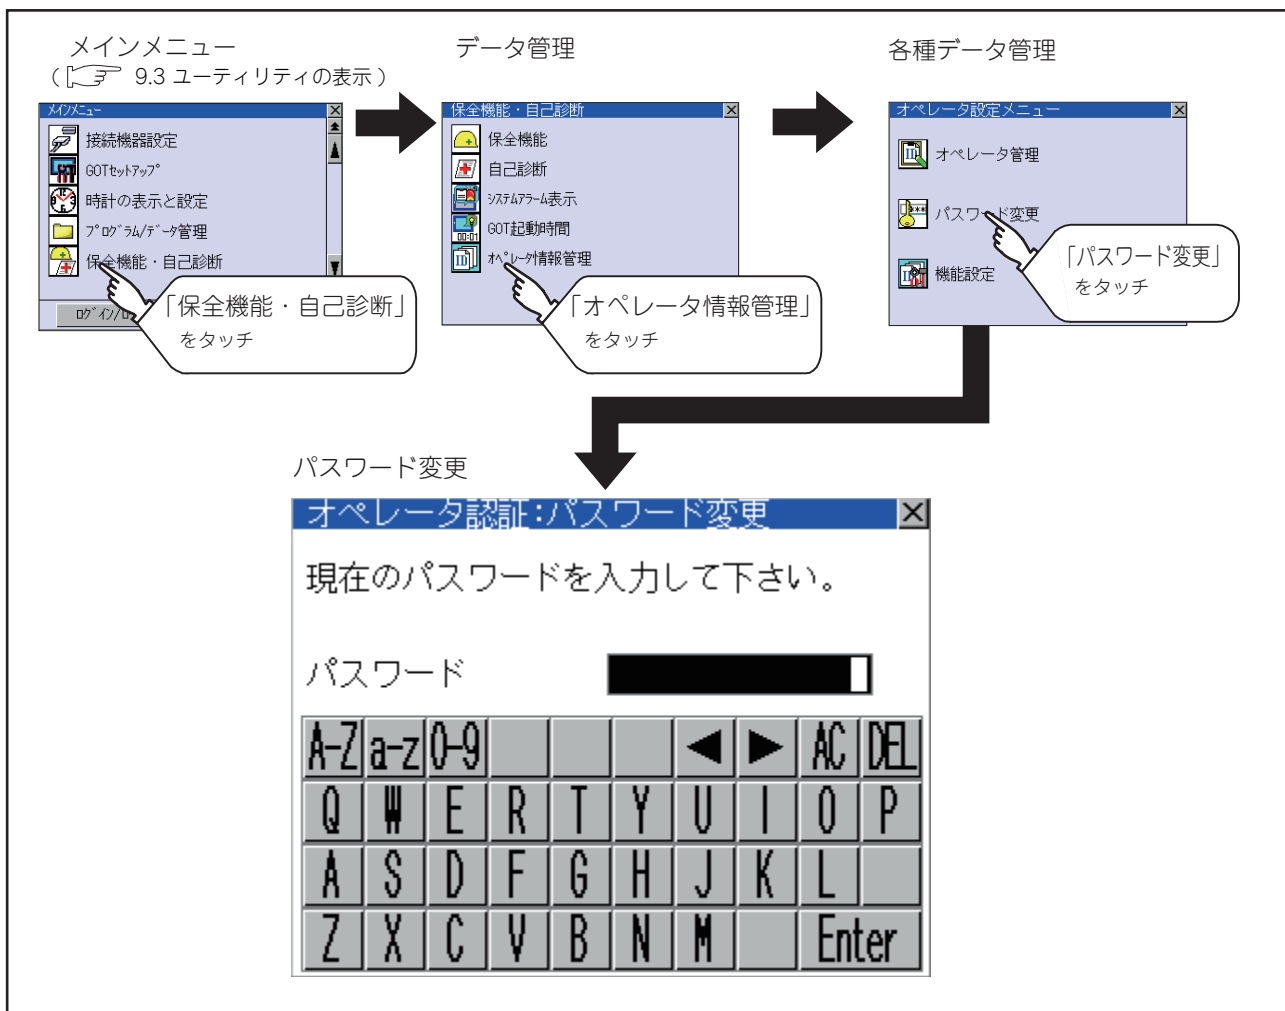 メインメニュー
( 9.3 ユーティリティの表示 )
メインメニュー
接続機器設定
GOTセットアップ
時計の表示と設定
プログラム/データ管理
保全機能・自己診断
「保全機能・自己診断」
をタッチ
データ管理
保全機能・自己診断
保全機能
自己診断
システムアラーム表示
GOT起動時間
オペレータ情報管理
「オペレータ情報管理」
をタッチ
各種データ管理
オペレータ設定メニュー
オペレータ管理
パスワード変更
機能設定
「パスワード変更」
をタッチ
パスワード変更
オペレータ認証:パスワード変更
現在のパスワードを入力して下さい。
パスワード
A-Z a-z 0-9 ◀ ▶ AC DEL
Q W E R T Y U I O P
A S D F G H J K L
Z X C V B N M Enter